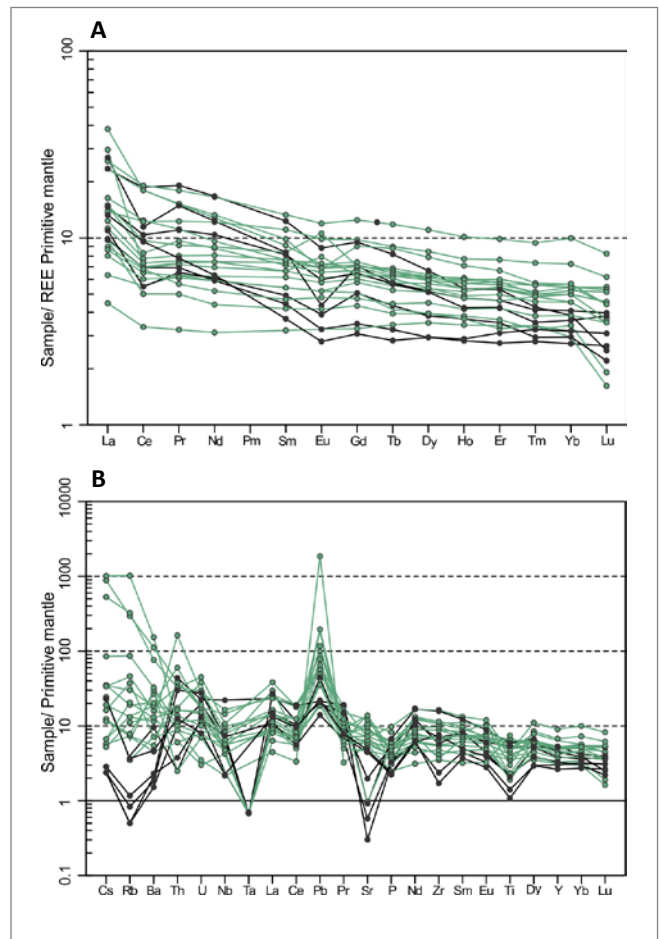 A
100
10
1
Sample/ REE Primitive mantle
La Ce Pr Nd Pm Sm Eu Gd Tb Dy Ho Er Tm Yb Lu
B
10000
1000
100
10
1
0.1
Sample/ Primitive mantle
Cs Rb Ba Th U Nb Ta La Ce Pb Pr Sr P Nd Zr Sm Eu Ti Dy Y Yb Lu